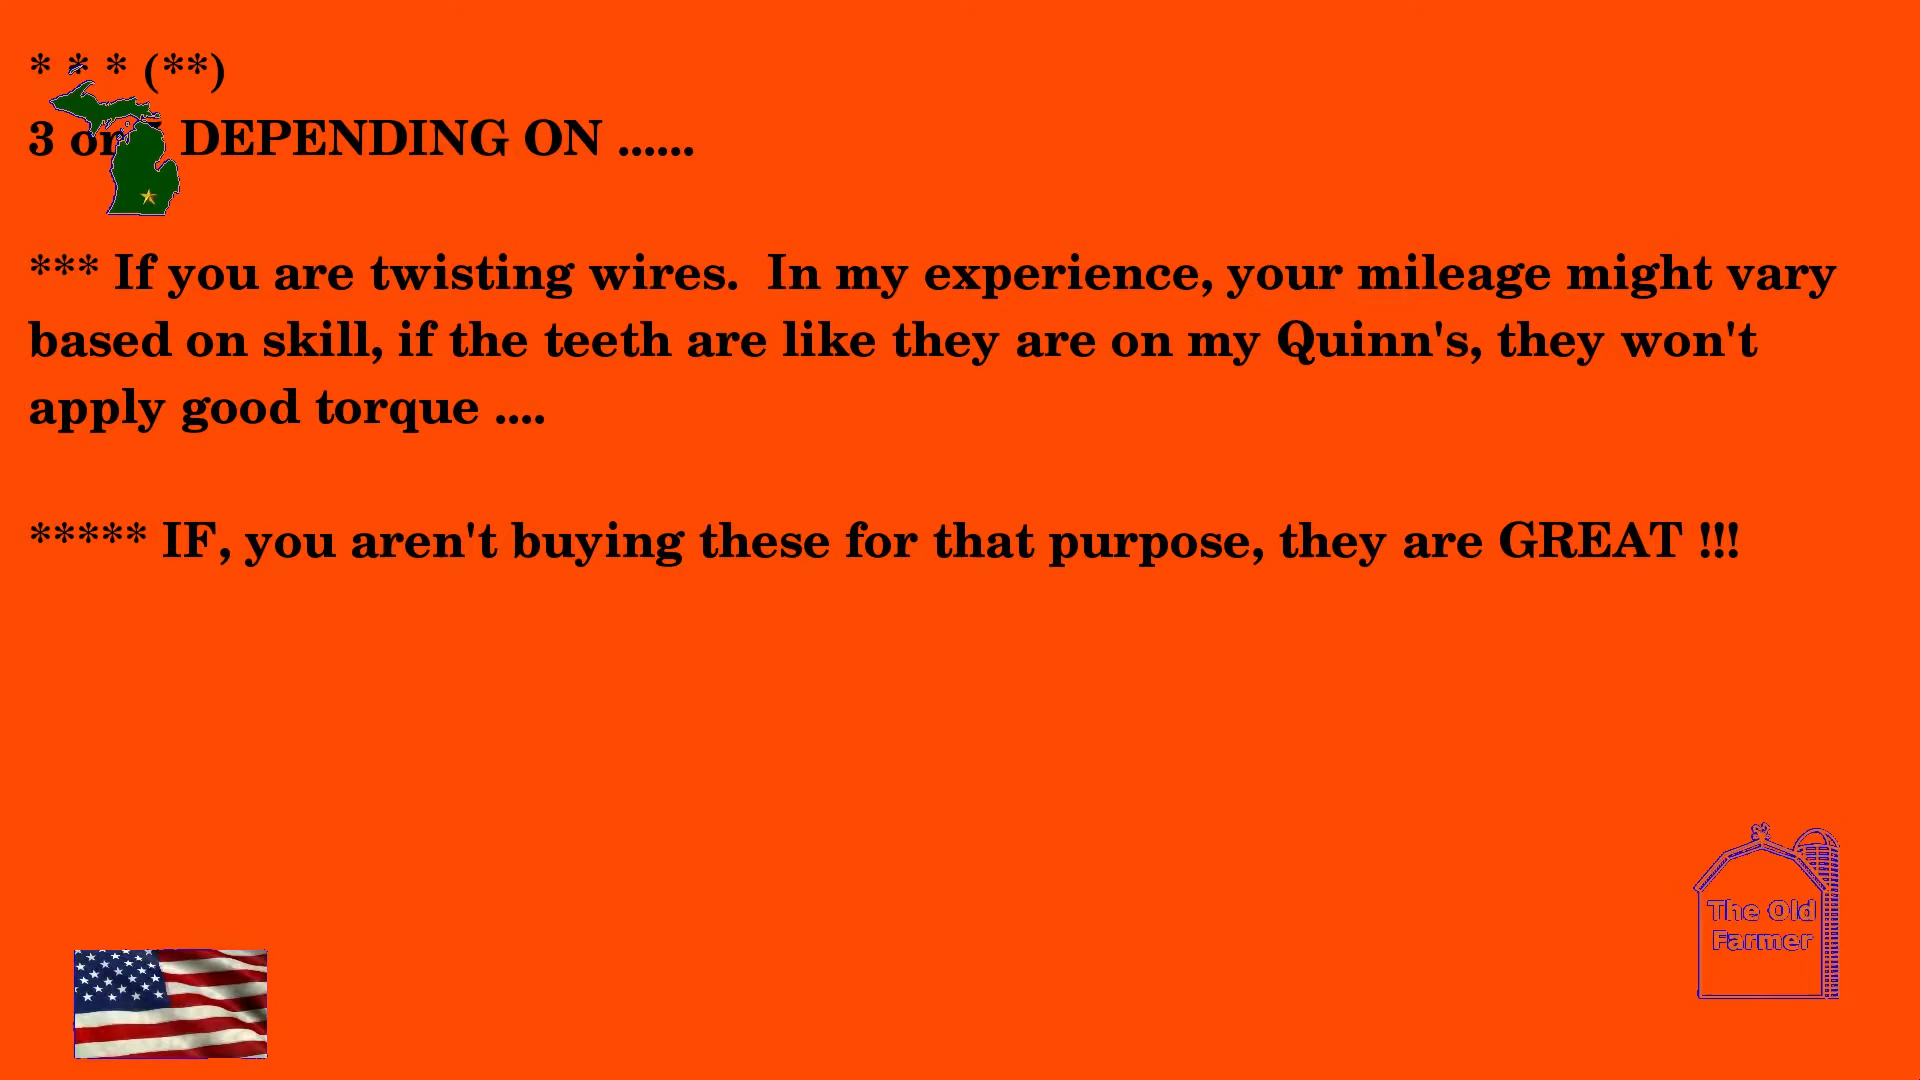 * * * (**)
3 or DEPENDING ON ......
*** If you are twisting wires.  In my experience, your mileage might vary
based on skill, if the teeth are like they are on my Quinn's, they won't
apply good torque ....
***** IF, you aren't buying these for that purpose, they are GREAT !!!
The Old
Farmer